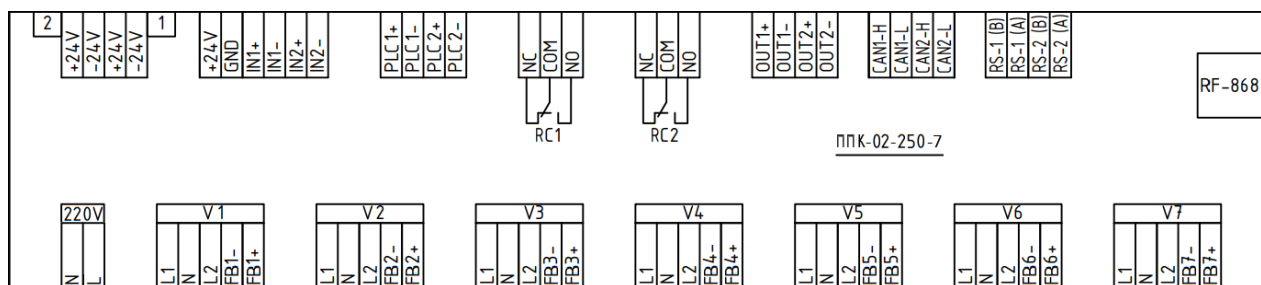 2
+24V
-24V
+24V
-24V
1
+24V
GND
IN1+
IN1-
IN2+
IN2-
PLC1+
PLC1-
PLC2+
PLC2-
NC
COM
NO
RC1
NC
COM
NO
RC2
OUT1+
OUT1-
OUT2+
OUT2-
CAN1-H
CAN1-L
CAN2-H
CAN2-L
RS-1 (B)
RS-1 (A)
RS-2 (B)
RS-2 (A)
RF-868
ППК-02-250-7
220V
N
L
V1
L1
N
L2
FB1-
FB1+
V2
L1
N
L2
FB2-
FB2+
V3
L1
N
L2
FB3-
FB3+
V4
L1
N
L2
FB4-
FB4+
V5
L1
N
L2
FB5-
FB5+
V6
L1
N
L2
FB6-
FB6+
V7
L1
N
L2
FB7-
FB7+